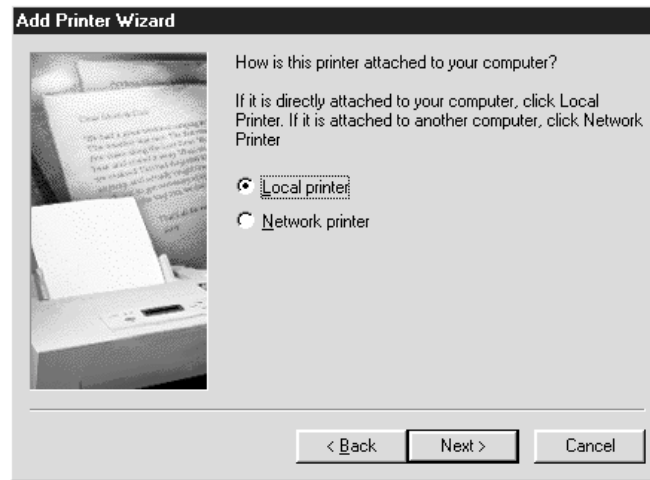 Add Printer Wizard
How is this printer attached to your computer?
If it is directly attached to your computer, click Local
Printer. If it is attached to another computer, click Network
Printer
Local printer
Network printer
< Back
Next >
Cancel